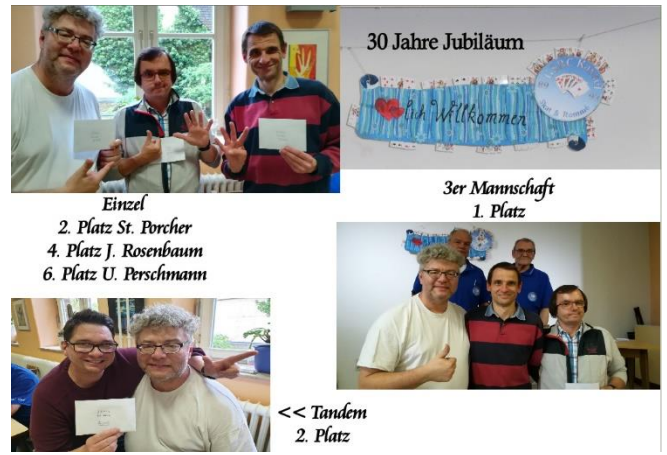 30 Jahre Jubiläum
lich Willkommen
Einzel
2. Platz St. Porcher
4. Platz J. Rosenbaum
6. Platz U. Perschmann
3er Mannschaft
1. Platz
<< Tandem
2. Platz